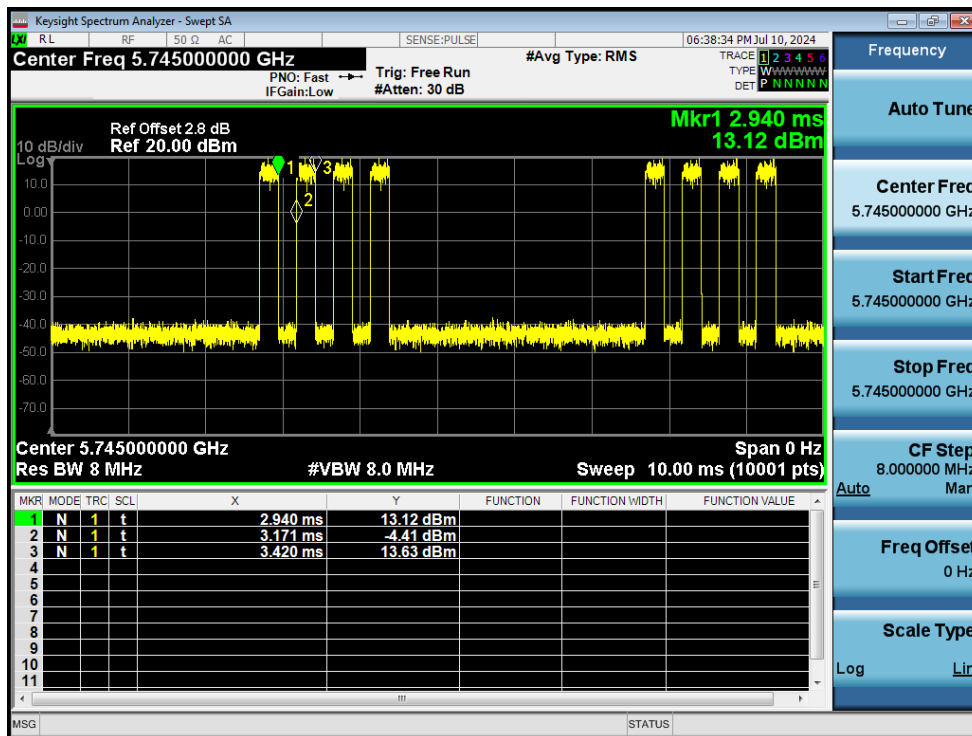 Keysight Spectrum Analyzer - Swept SA
LXI RL RF 50 Ω AC SENSE:PULSE 06:38:34 PM Jul 10, 2024
Center Freq 5.745000000 GHz
PNO: Fast
IFGain:Low
Trig: Free Run
#Atten: 30 dB
#Avg Type: RMS
TRACE 1 2 3 4 5 6
TYPE WWWWWW
DET P N N N N N
Ref Offset 2.8 dB
Ref 20.00 dBm
10 dB/div
Log
Mkr1 2.940 ms
13.12 dBm
1
2
3
10.0
0.00
-10.0
-20.0
-30.0
-40.0
-50.0
-60.0
-70.0
Center 5.745000000 GHz Span 0 Hz
Res BW 8 MHz #VBW 8.0 MHz Sweep 10.00 ms (10001 pts)
MKR MODE TRC SCL X Y FUNCTION FUNCTION WIDTH FUNCTION VALUE
1 N 1 t 2.940 ms 13.12 dBm
2 N 1 t 3.171 ms -4.41 dBm
3 N 1 t 3.420 ms 13.63 dBm
4
5
6
7
8
9
10
11
MSG STATUS
Frequency
Auto Tune
Center Freq
5.745000000 GHz
Start Freq
5.745000000 GHz
Stop Freq
5.745000000 GHz
CF Step
8.000000 MHz
Auto Man
Freq Offset
0 Hz
Scale Type
Log Lin